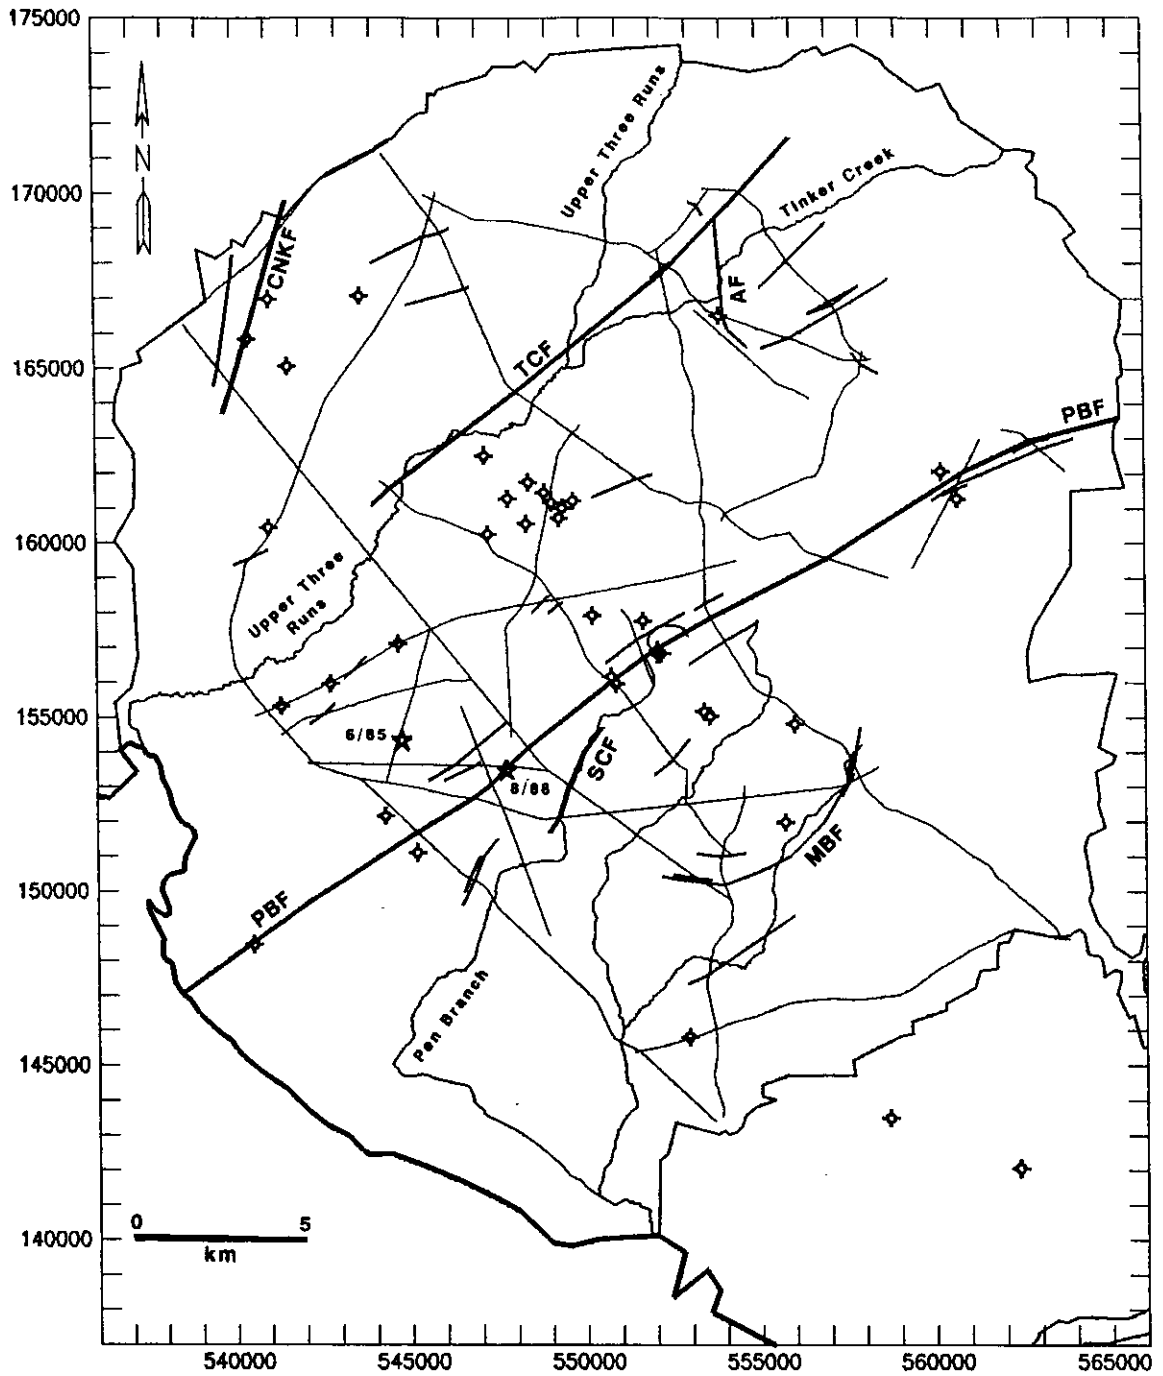 175000
170000
165000
160000
155000
150000
145000
140000
N
Upper Three Runs
Tinker Creek
CNKF
AF
TCF
PBF
Upper Three
Runs
6/85
8/88
SCF
MBF
PBF
Pen Branch
0 5
km
540000 545000 550000 555000 560000 565000